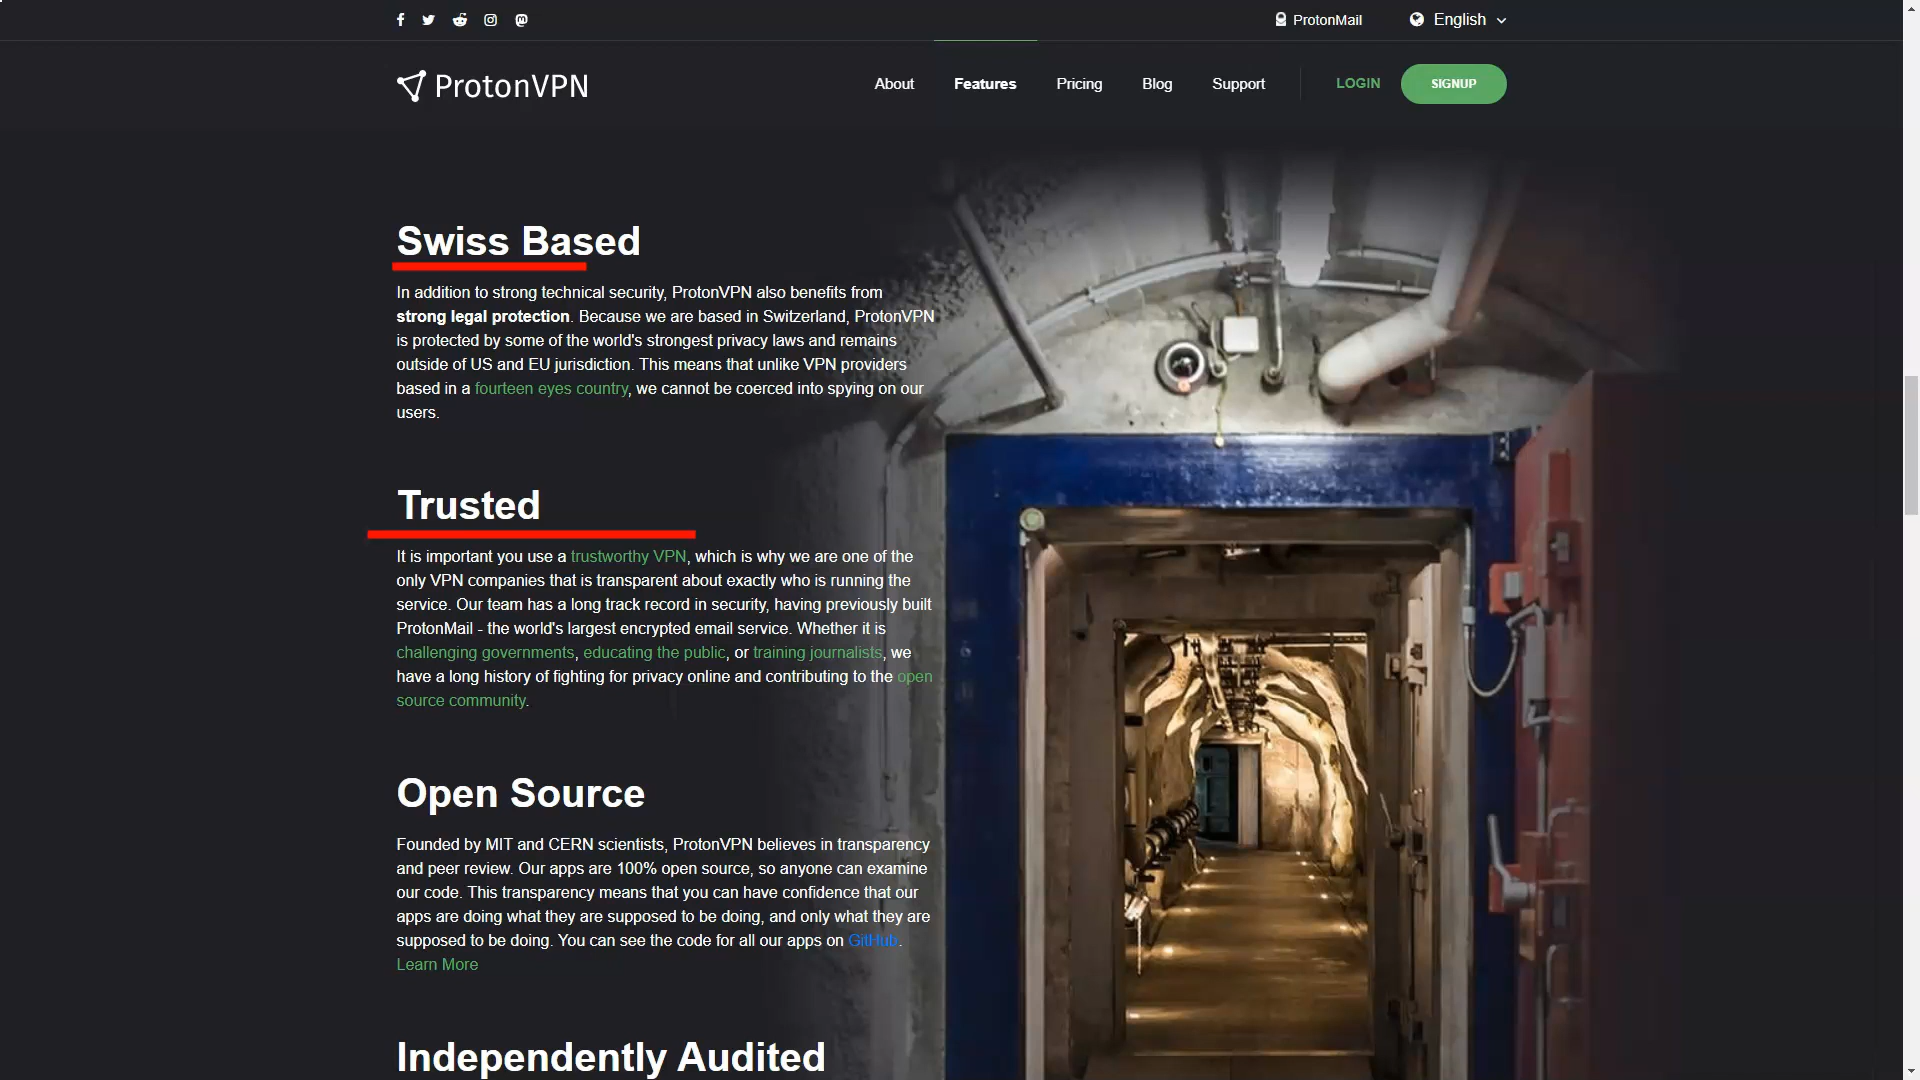 ProtonMail
English
ProtonVPN
About
Features
Pricing
Blog
Support
LOGIN
SIGNUP
Swiss Based
In addition to strong technical security, ProtonVPN also benefits from
strong legal protection. Because we are based in Switzerland, ProtonVPN
is protected by some of the world's strongest privacy laws and remains
outside of US and EU jurisdiction. This means that unlike VPN providers
based in a fourteen eyes country, we cannot be coerced into spying on our
users.
Trusted
It is important you use a trustworthy VPN, which is why we are one of the
only VPN companies that is transparent about exactly who is running the
service. Our team has a long track record in security, having previously built
ProtonMail - the world's largest encrypted email service. Whether it is
challenging governments, educating the public, or training journalists, we
have a long history of fighting for privacy online and contributing to the open
source community.
Open Source
Founded by MIT and CERN scientists, ProtonVPN believes in transparency
and peer review. Our apps are 100% open source, so anyone can examine
our code. This transparency means that you can have confidence that our
apps are doing what they are supposed to be doing, and only what they are
supposed to be doing. You can see the code for all our apps on GitHub.
Learn More
Independently Audited